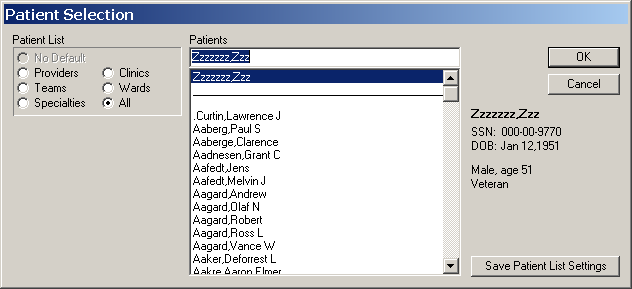 Patient Selection
Patient List
No Default
Providers
Clinics
Teams
Wards
Specialties
All
Patients
Zzzzzzz,Zzz
Zzzzzzz,Zzz
.Curtin,Lawrence J
Aaberg,Paul S
Aaberge,Clarence
Aadnesen,Grant C
Aafedt,Jens
Aafedt,Melvin J
Aagard,Andrew
Aagard,Olaf N
Aagard,Robert
Aagard,Ross L
Aagard,Vance W
Aaker,Deforrest L
Aakre,Aaron Elmer
OK
Cancel
Zzzzzzz,Zzz
SSN: 000-00-9770
DOB: Jan 12,1951
Male, age 51
Veteran
Save Patient List Settings